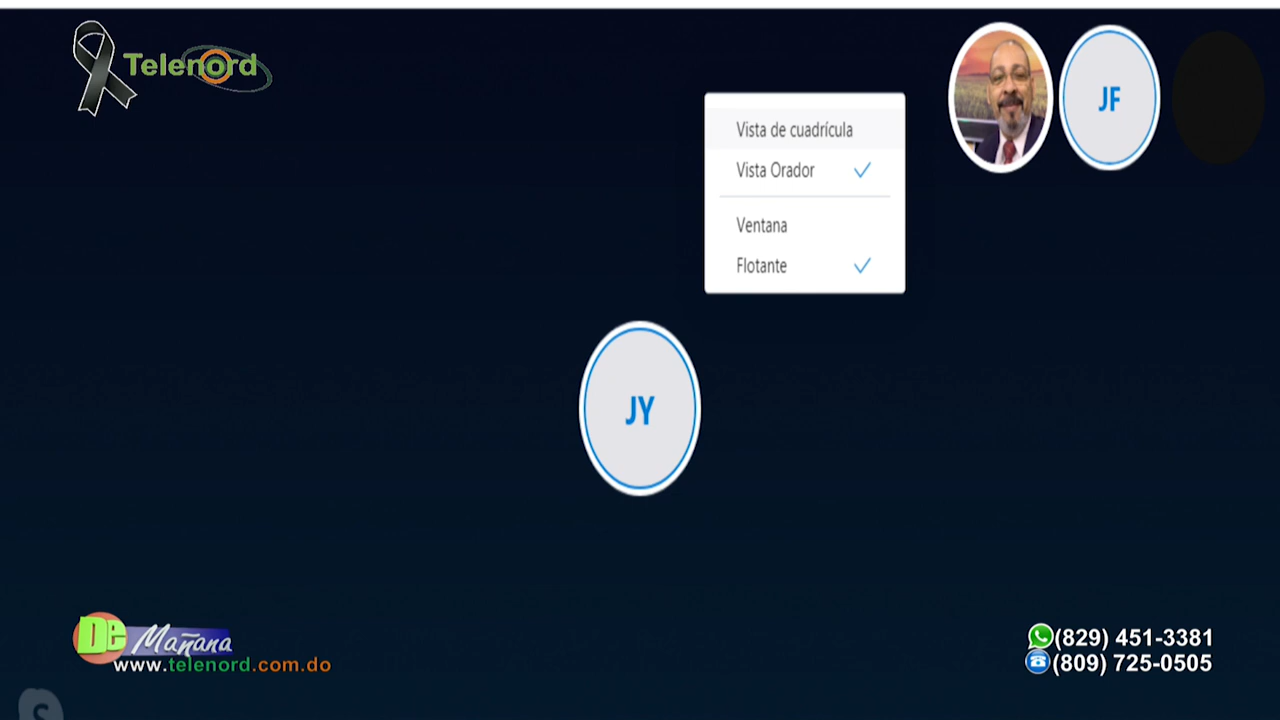 Telenord
JF
Vista de cuadrícula
Vista Orador
Ventana
Flotante
JY
De Mañana
www.telenord.com.do
(829) 451-3381
(809) 725-0505
S